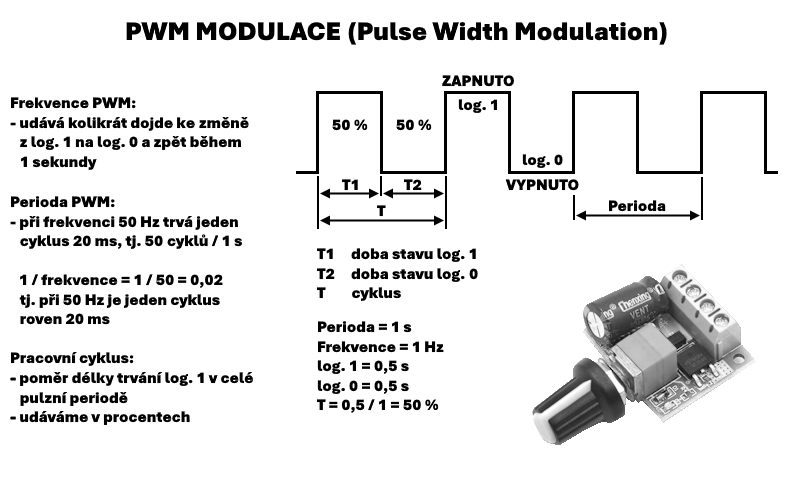 PWM MODULACE (Pulse Width Modulation)
Frekvence PWM:
- udává kolikrát dojde ke změně
z log. 1 na log. 0 a zpět během
1 sekundy
Perioda PWM:
- při frekvenci 50 Hz trvá jeden
cyklus 20 ms, tj. 50 cyklů / 1 s
1 / frekvence = 1 / 50 = 0,02
tj. při 50 Hz je jeden cyklus
roven 20 ms
Pracovní cyklus:
- poměr délky trvání log. 1 v celé
pulzní periodě
- udáváme v procentech
ZAPNUTO
log. 1
50 % 50 %
log. 0
T1 T2 VYPNUTO
T
Perioda
T1 doba stavu log. 1
T2 doba stavu log. 0
T cyklus
Perioda = 1 s
Frekvence = 1 Hz
log. 1 = 0,5 s
log. 0 = 0,5 s
T = 0,5 / 1 = 50 %
VENT